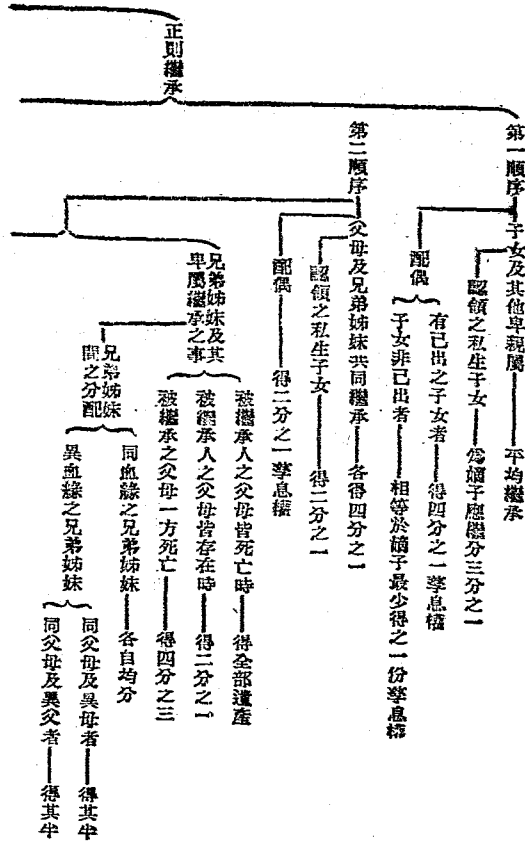 正則繼承
第一順序
子女及其他卑親屬
平均繼承
認領之私生子女
爲嫡子應繼分三分之一
配偶
有己出之子女者
得四分之一孳息權
子女非己出者
相等於嫡子最少得之一份孳息權
第二順序
父母及兄弟姊妹共同繼承
各得四分之一
認領之私生子女
得二分之一
配偶
得二分之一孳息權
兄弟姊妹及其
卑屬繼承之事
被繼承人之父母皆死亡時
得全部遺產
被繼承人之父母皆存在時
得二分之一
被繼承之父母一方死亡
得四分之三
兄弟姊妹
間之分配
同血緣之兄弟姊妹
各自均分
異血緣之兄弟姊妹
同父母及異母者
得其半
同父母及異父者
得其半